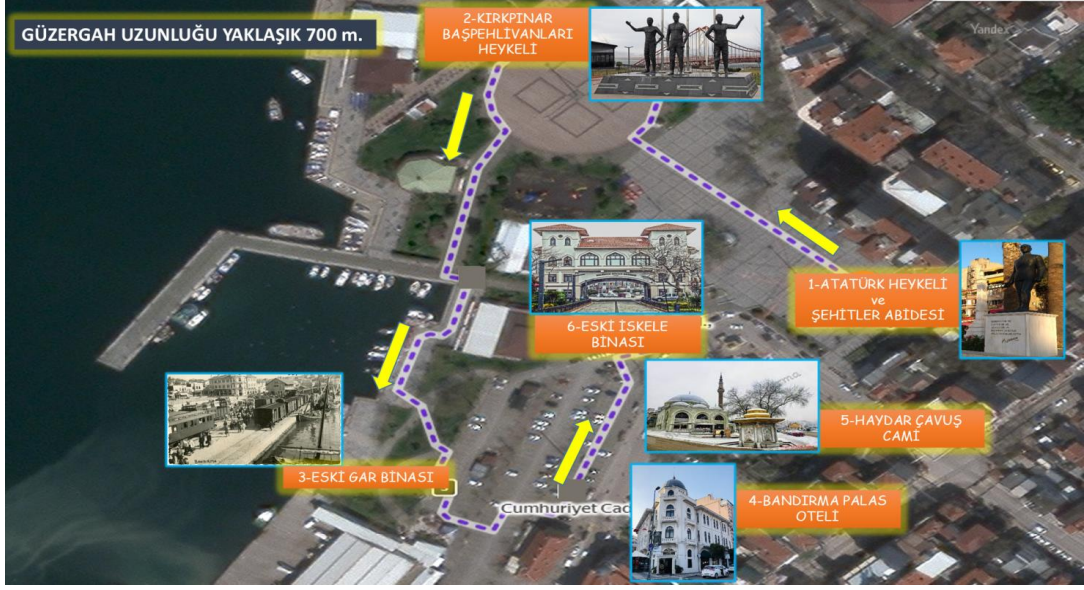 GÜZERGAH UZUNLUĞU YAKLAŞIK 700 m.
2-KIRKPINAR
BAŞPEHLİVANLARI
HEYKELİ
Yandex
1-ATATÜRK HEYKELİ
ve
ŞEHİTLER ABİDESİ
6-ESKİ İSKELE
BİNASI
5-HAYDAR ÇAVUŞ
CAMİ
3-ESKİ GAR BİNASI
4-BANDIRMA PALAS
OTELİ
Cumhuriyet Cad